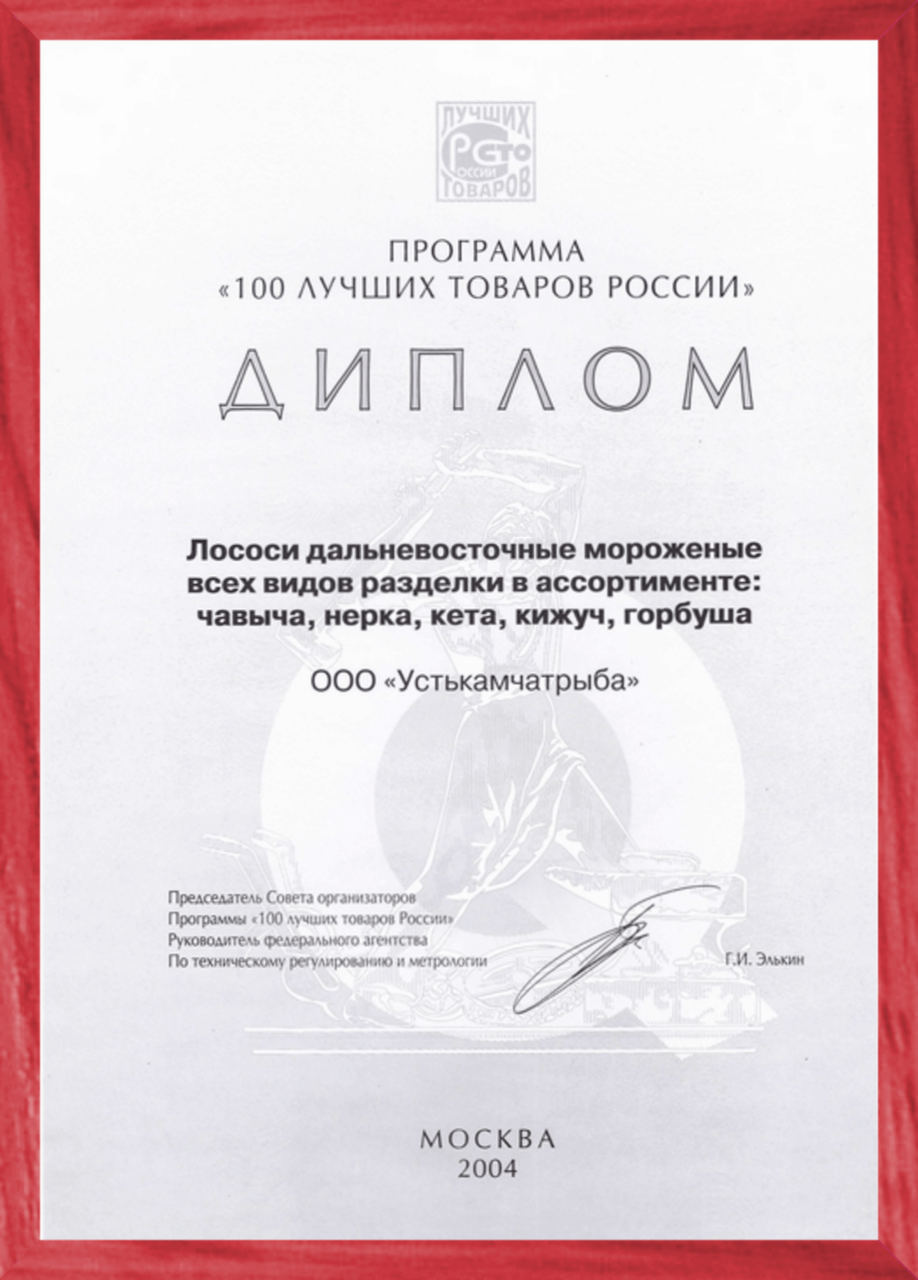 ЛУЧШИХ
РСТО
РОССИИ
ТОВАРОВ
ПРОГРАММА
«100 ЛУЧШИХ ТОВАРОВ РОССИИ»
ДИПЛОМ
Лососи дальневосточные мороженые
всех видов разделки в ассортименте:
чавыча, нерка, кета, кижуч, горбуша
ООО «Устькамчатрыба»
Председатель Совета организаторов
Программы «100 лучших товаров России»
Руководитель федерального агентства
По техническому регулированию и метрологии
Г.И. Элькин
МОСКВА
2004